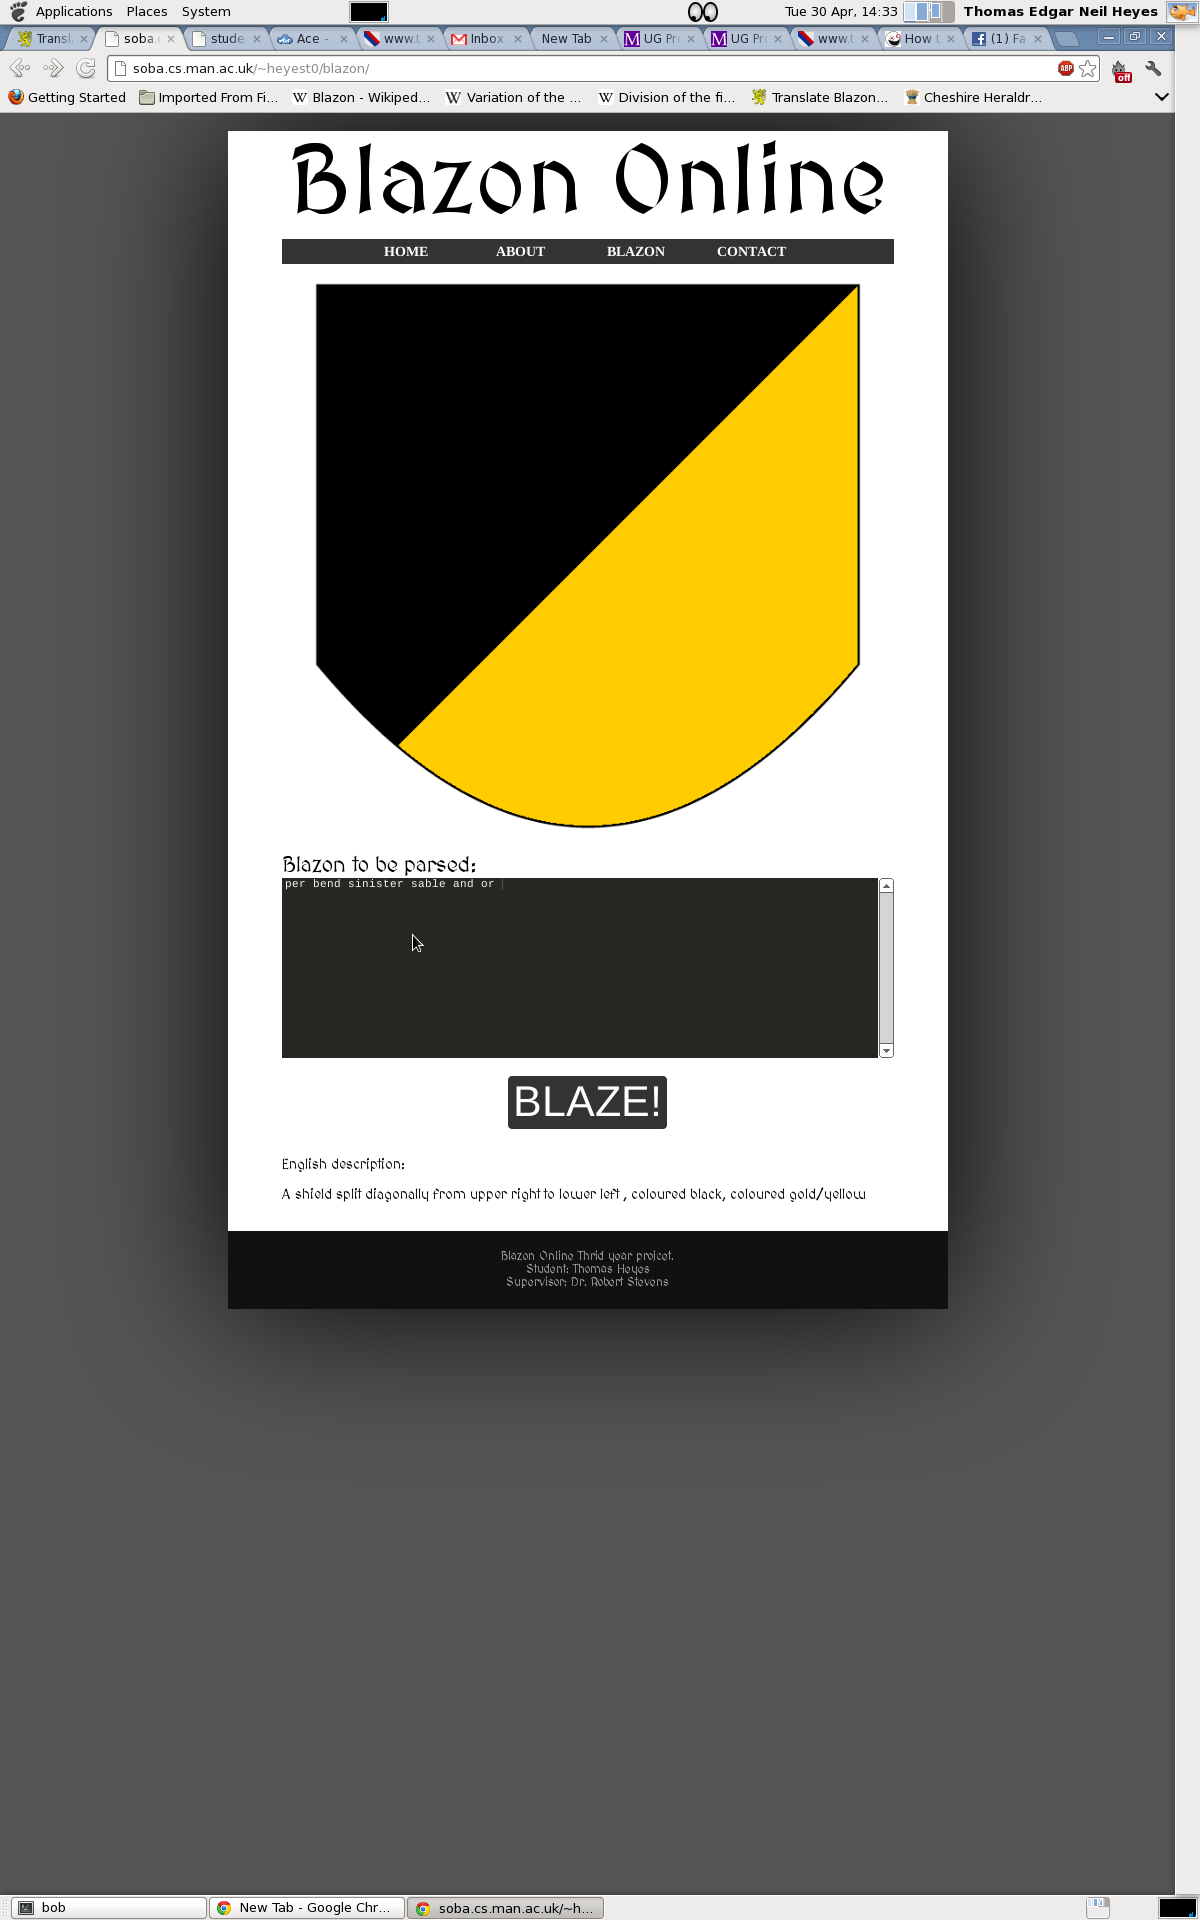 Applications Places System Tue 30 Apr, 14:33 Thomas Edgar Neil Heyes
Transl soba.c stude Ace - www.t Inbox New Tab UG Pr UG Pr www.t How t (1) Fa
soba.cs.man.ac.uk/~heyest0/blazon/ ABP off
Getting Started Imported From Fi... W Blazon - Wikiped... W Variation of the ... W Division of the fi... Translate Blazon... Cheshire Heraldr...
Blazon Online
HOME ABOUT BLAZON CONTACT
Blazon to be parsed:
per bend sinister sable and or
BLAZE!
English description:
A shield split diagonally from upper right to lower left , coloured black, coloured gold/yellow
Blazon Online Thrid year projcet.
Student: Thomas Heyes
Supervisor: Dr. Robert Stevens
bob New Tab - Google Chr... soba.cs.man.ac.uk/~h...